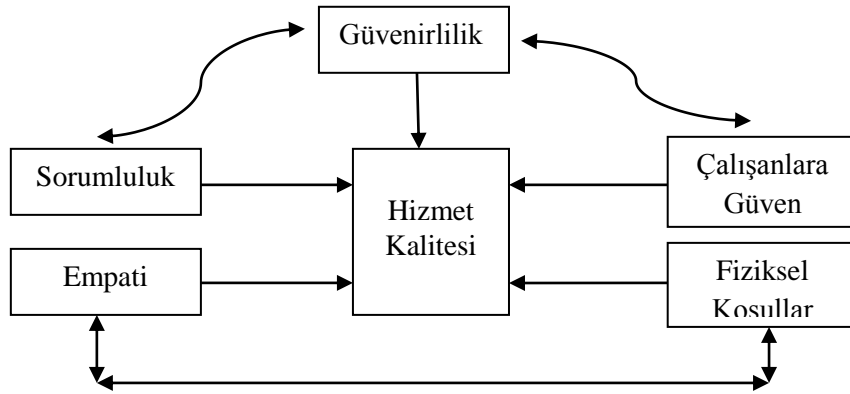 Güvenirlilik
Sorumluluk
Hizmet
Kalitesi
Çalışanlara
Güven
Empati
Fiziksel
Koşullar